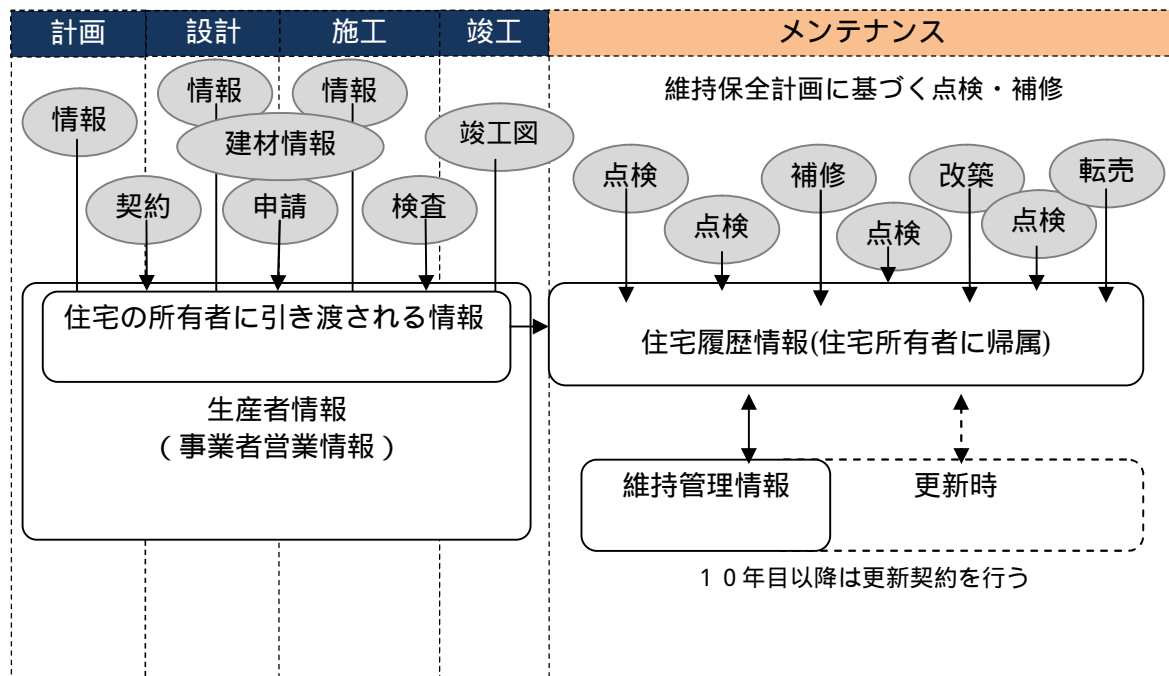 計画
設計
施工
竣工
メンテナンス
維持保全計画に基づく点検・補修
情報
情報
情報
建材情報
竣工図
契約
申請
検査
点検
点検
補修
点検
改築
点検
転売
住宅の所有者に引き渡される情報
生産者情報
(事業者営業情報)
住宅履歴情報(住宅所有者に帰属)
維持管理情報
更新時
10年目以降は更新契約を行う